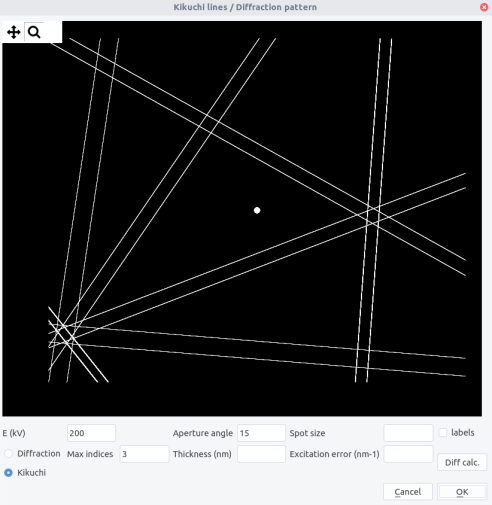 Kikuchi lines / Diffraction pattern
E (kV) 200 Aperture angle 15 Spot size labels
Diffraction Max indices 3 Thickness (nm) Excitation error (nm-1) Diff calc.
Kikuchi
Cancel OK